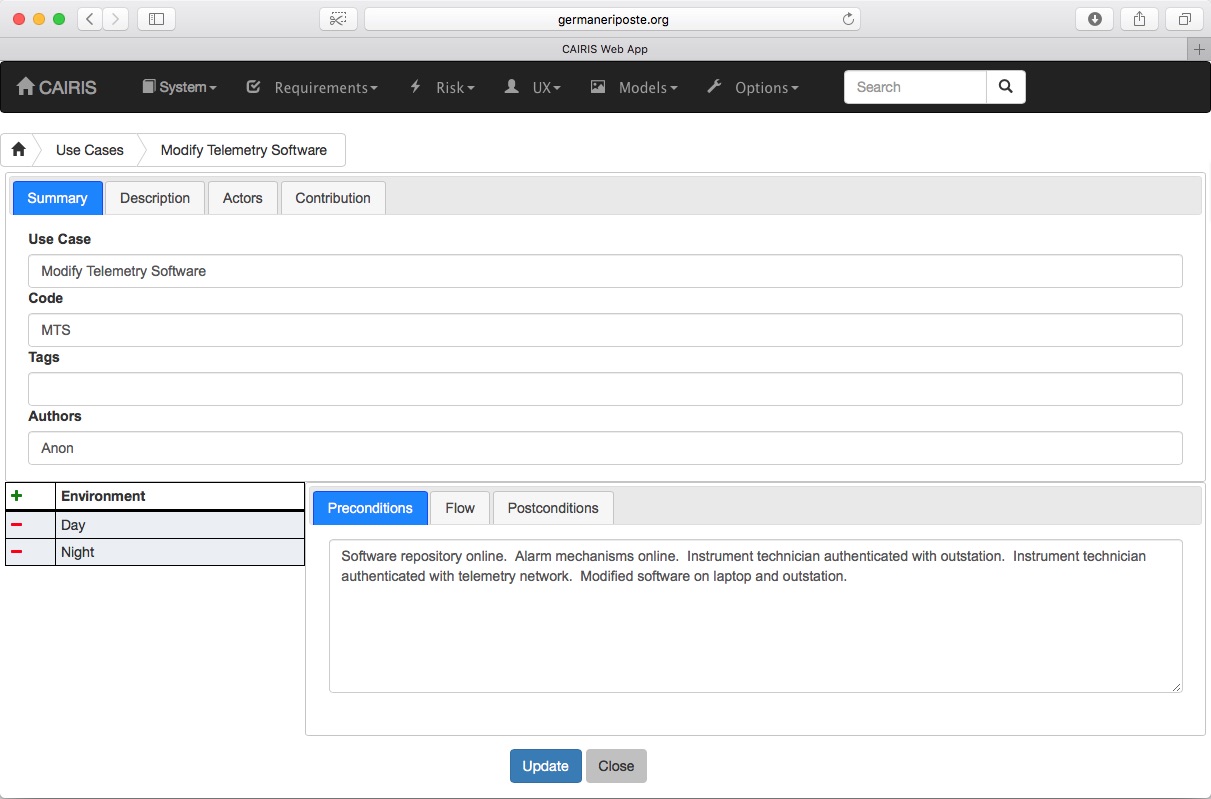 germaneriposte.org
CAIRIS Web App
CAIRIS System Requirements Risk UX Models Options Search
Use Cases Modify Telemetry Software
Summary Description Actors Contribution
Use Case
Modify Telemetry Software
Code
MTS
Tags
Authors
Anon
Environment
Day
Night
Preconditions Flow Postconditions
Software repository online.  Alarm mechanisms online.  Instrument technician authenticated with outstation.  Instrument technician
authenticated with telemetry network.  Modified software on laptop and outstation.
Update Close